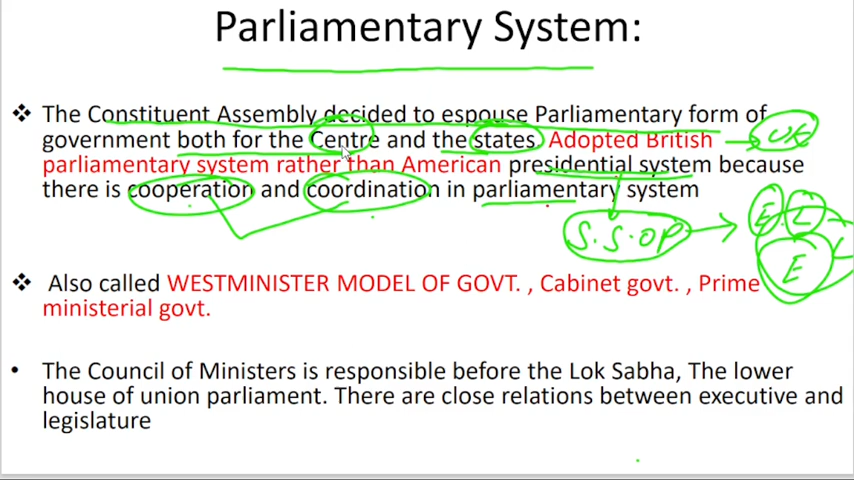 Parliamentary System:
❖ The Constituent Assembly decided to espouse Parliamentary form of
government both for the Centre and the states. Adopted British → UK
parliamentary system rather than American presidential system because
there is cooperation and coordination in parliamentary system
S.S.OP → E L
E
❖ Also called WESTMINISTER MODEL OF GOVT. , Cabinet govt. , Prime
ministerial govt.
• The Council of Ministers is responsible before the Lok Sabha, The lower
house of union parliament. There are close relations between executive and
legislature